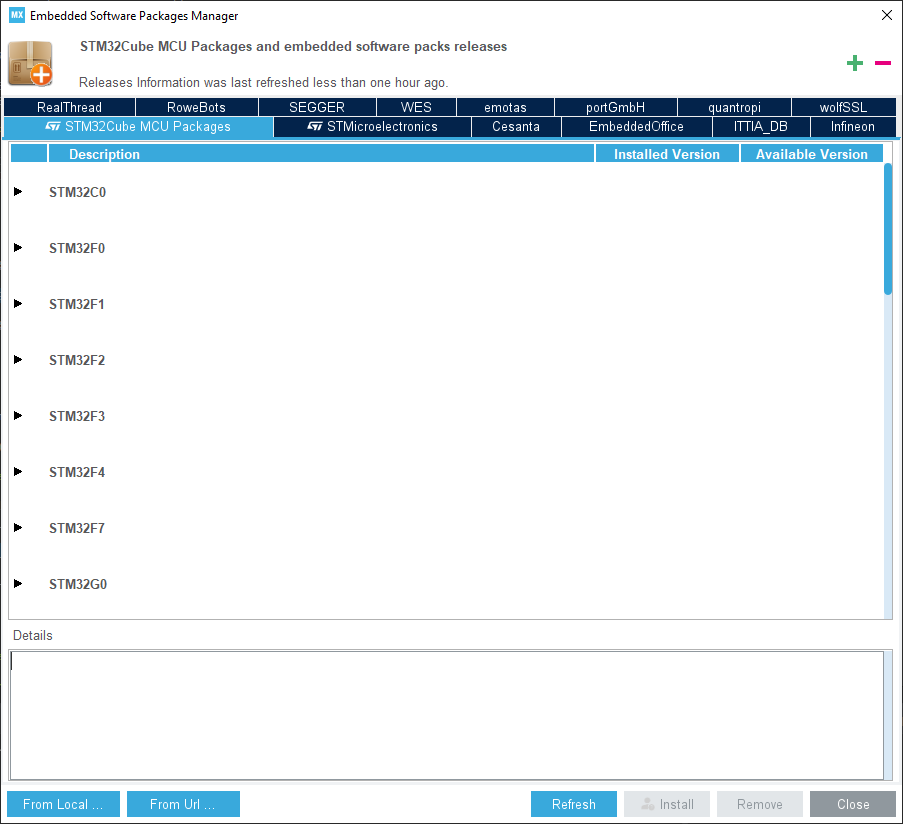 MX Embedded Software Packages Manager
STM32Cube MCU Packages and embedded software packs releases
Releases Information was last refreshed less than one hour ago.
RealThread RoweBots SEGGER WES emotas portGmbH quantropi wolfSSL
STM32Cube MCU Packages STMicroelectronics Cesanta EmbeddedOffice ITTIA_DB Infineon
Description Installed Version Available Version
STM32C0
STM32F0
STM32F1
STM32F2
STM32F3
STM32F4
STM32F7
STM32G0
Details
From Local ... From Url ... Refresh Install Remove Close